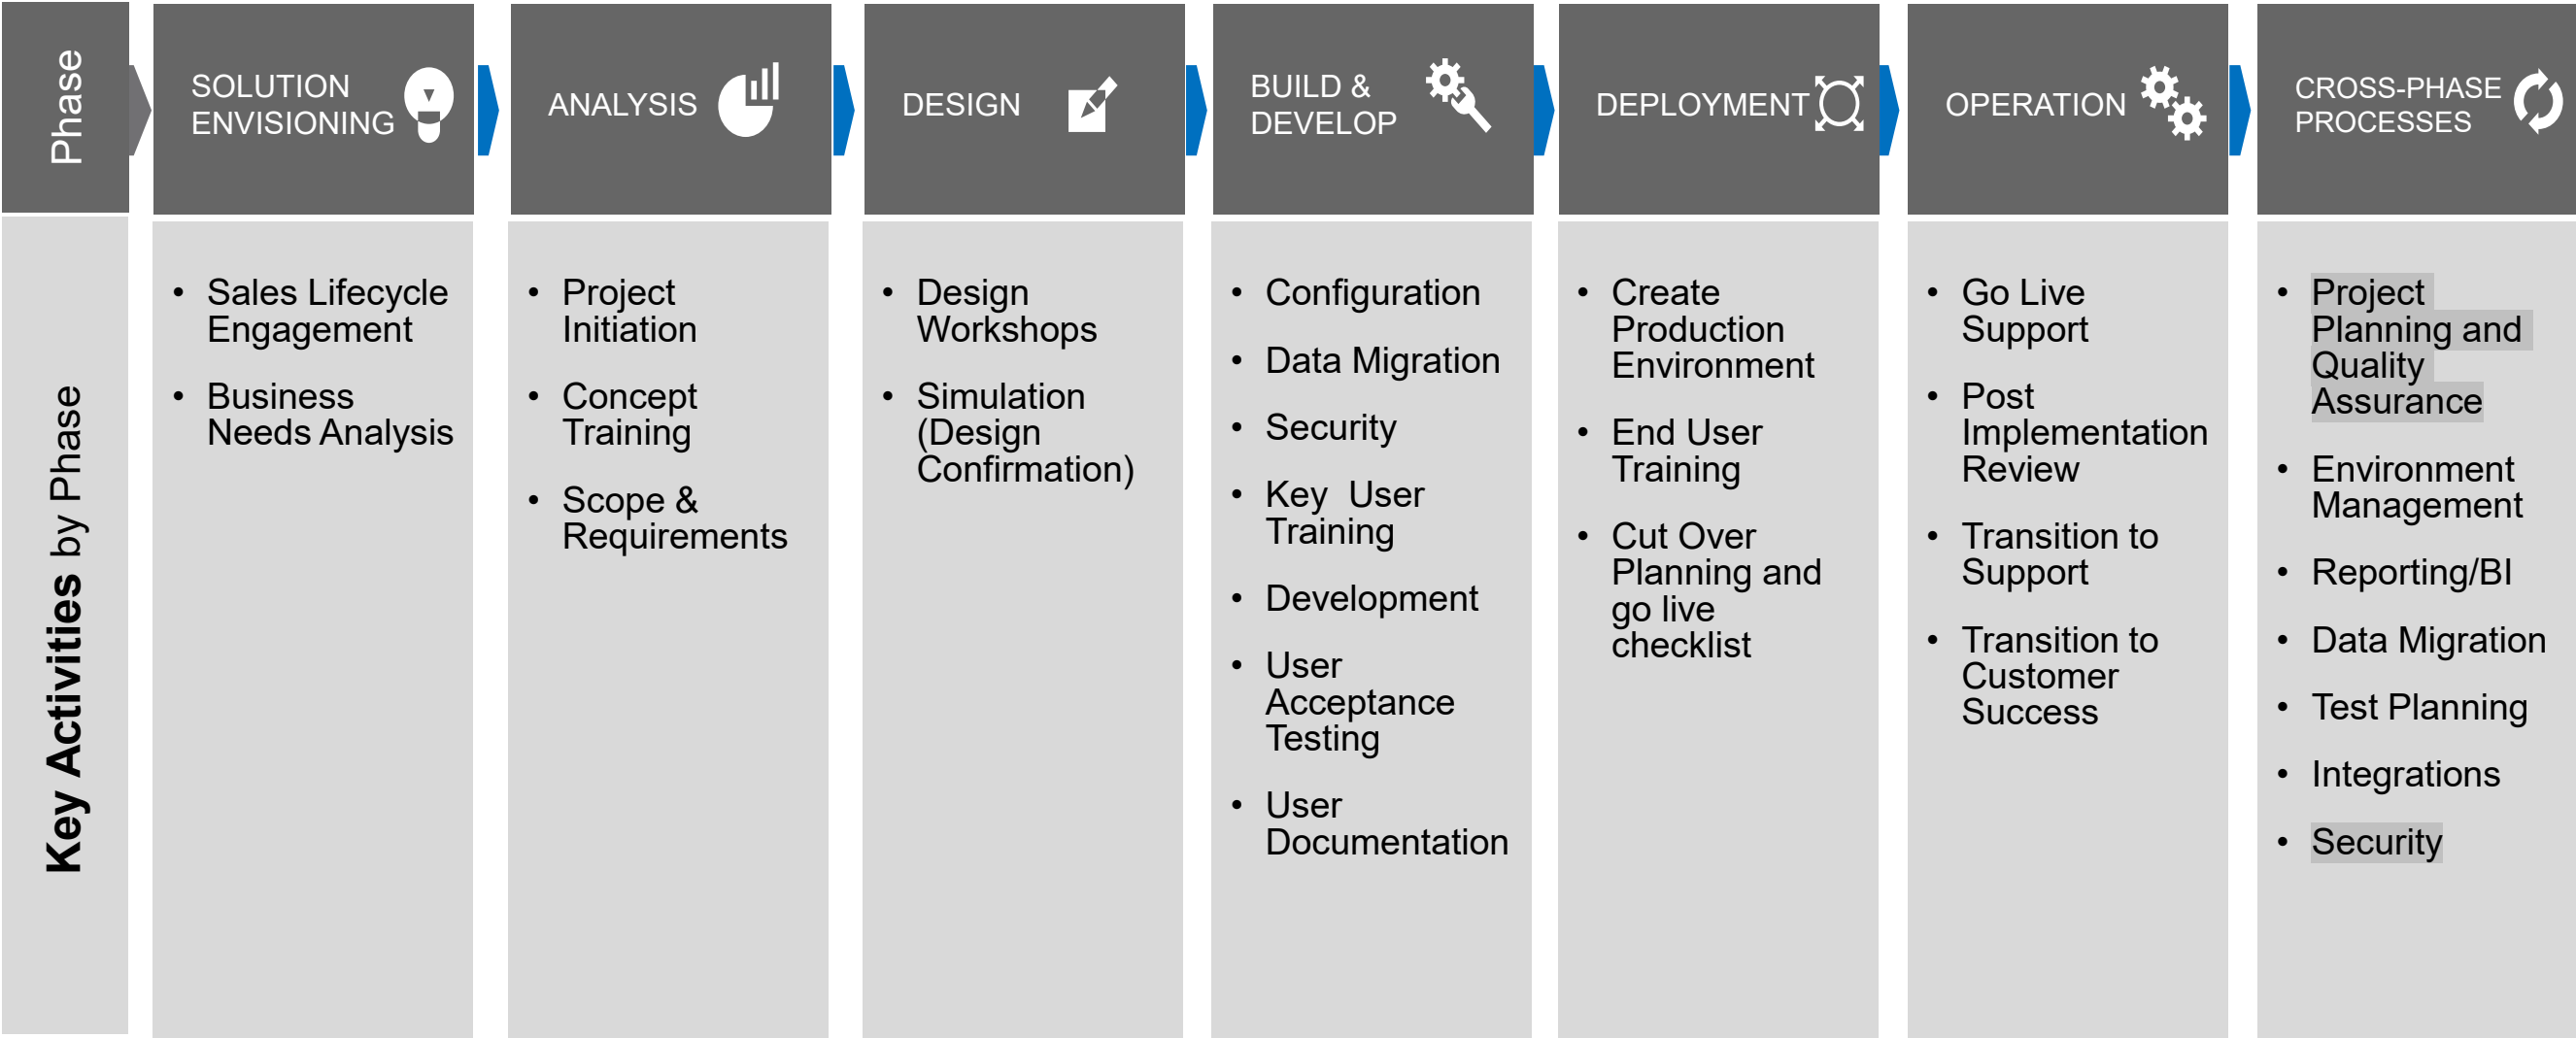 Phase
SOLUTION
ENVISIONING
ANALYSIS
DESIGN
BUILD &
DEVELOP
DEPLOYMENT
OPERATION
CROSS-PHASE
PROCESSES
Key Activities by Phase
• Sales Lifecycle
Engagement
• Business
Needs Analysis
• Project
Initiation
• Concept
Training
• Scope &
Requirements
• Design
Workshops
• Simulation
(Design
Confirmation)
• Configuration
• Data Migration
• Security
• Key  User
Training
• Development
• User
Acceptance
Testing
• User
Documentation
• Create
Production
Environment
• End User
Training
• Cut Over
Planning and
go live
checklist
• Go Live
Support
• Post
Implementation
Review
• Transition to
Support
• Transition to
Customer
Success
• Project
Planning and
Quality
Assurance
• Environment
Management
• Reporting/BI
• Data Migration
• Test Planning
• Integrations
• Security